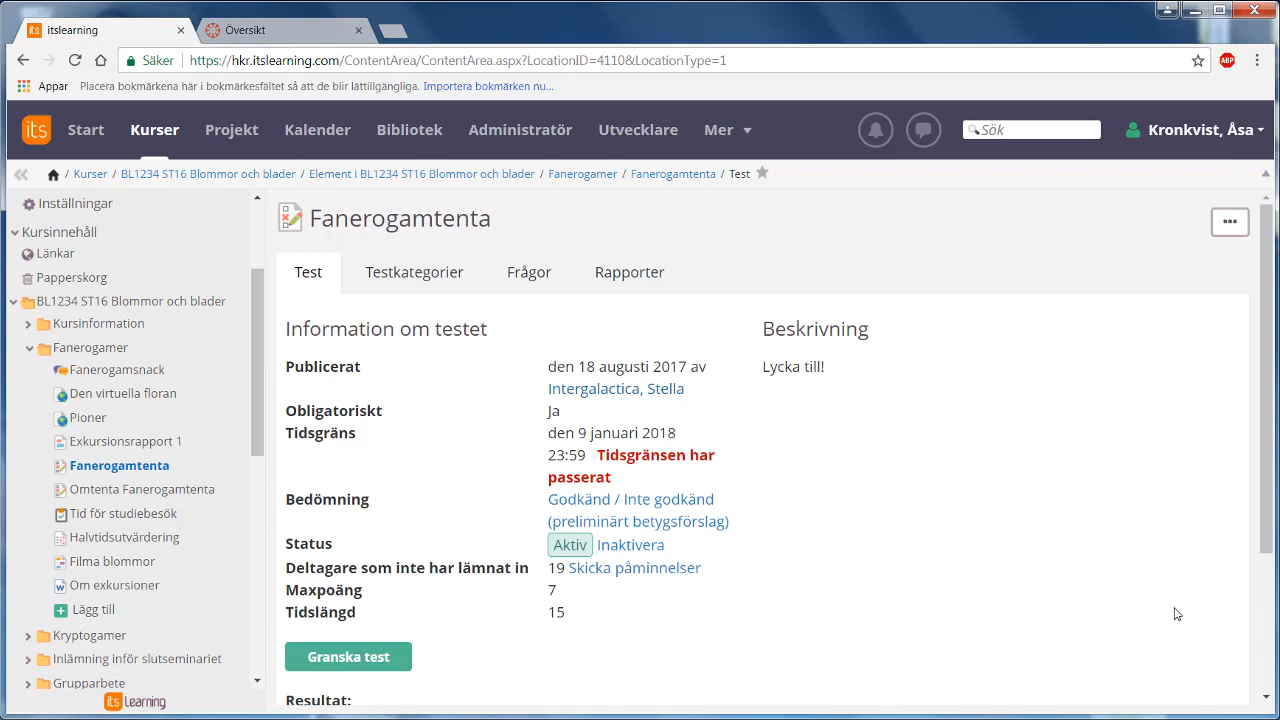 itslearning
Översikt
Säker https://hkr.itslearning.com/ContentArea/ContentArea.aspx?LocationID=4110&LocationType=1
ABP
Appar Placera bokmärkena här i bokmärkesfältet så att de blir lättillgängliga. Importera bokmärken nu...
its Start Kurser Projekt Kalender Bibliotek Administratör Utvecklare Mer Sök Kronkvist, Åsa
/ Kurser / BL1234 ST16 Blommor och blader / Element i BL1234 ST16 Blommor och blader / Fanerogamer / Fanerogamtenta / Test
Inställningar
Kursinnehåll
Länkar
Papperskorg
BL1234 ST16 Blommor och blader
Kursinformation
Fanerogamer
Fanerogamsnack
Den virtuella floran
Pioner
Exkursionsrapport 1
Fanerogamtenta
Omtenta Fanerogamtenta
Tid för studiebesök
Halvtidsutvärdering
Filma blommor
Om exkursioner
Lägg till
Kryptogamer
Inlämning inför slutseminariet
Grupparbete
its Learning
Fanerogamtenta
Test Testkategorier Frågor Rapporter
Information om testet
Publicerat den 18 augusti 2017 av
Intergalactica, Stella
Obligatoriskt Ja
Tidsgräns den 9 januari 2018
23:59 Tidsgränsen har
passerat
Bedömning Godkänd / Inte godkänd
(preliminärt betygsförslag)
Status Aktiv Inaktivera
Deltagare som inte har lämnat in 19 Skicka påminnelser
Maxpoäng 7
Tidslängd 15
Granska test
Resultat:
Beskrivning
Lycka till!